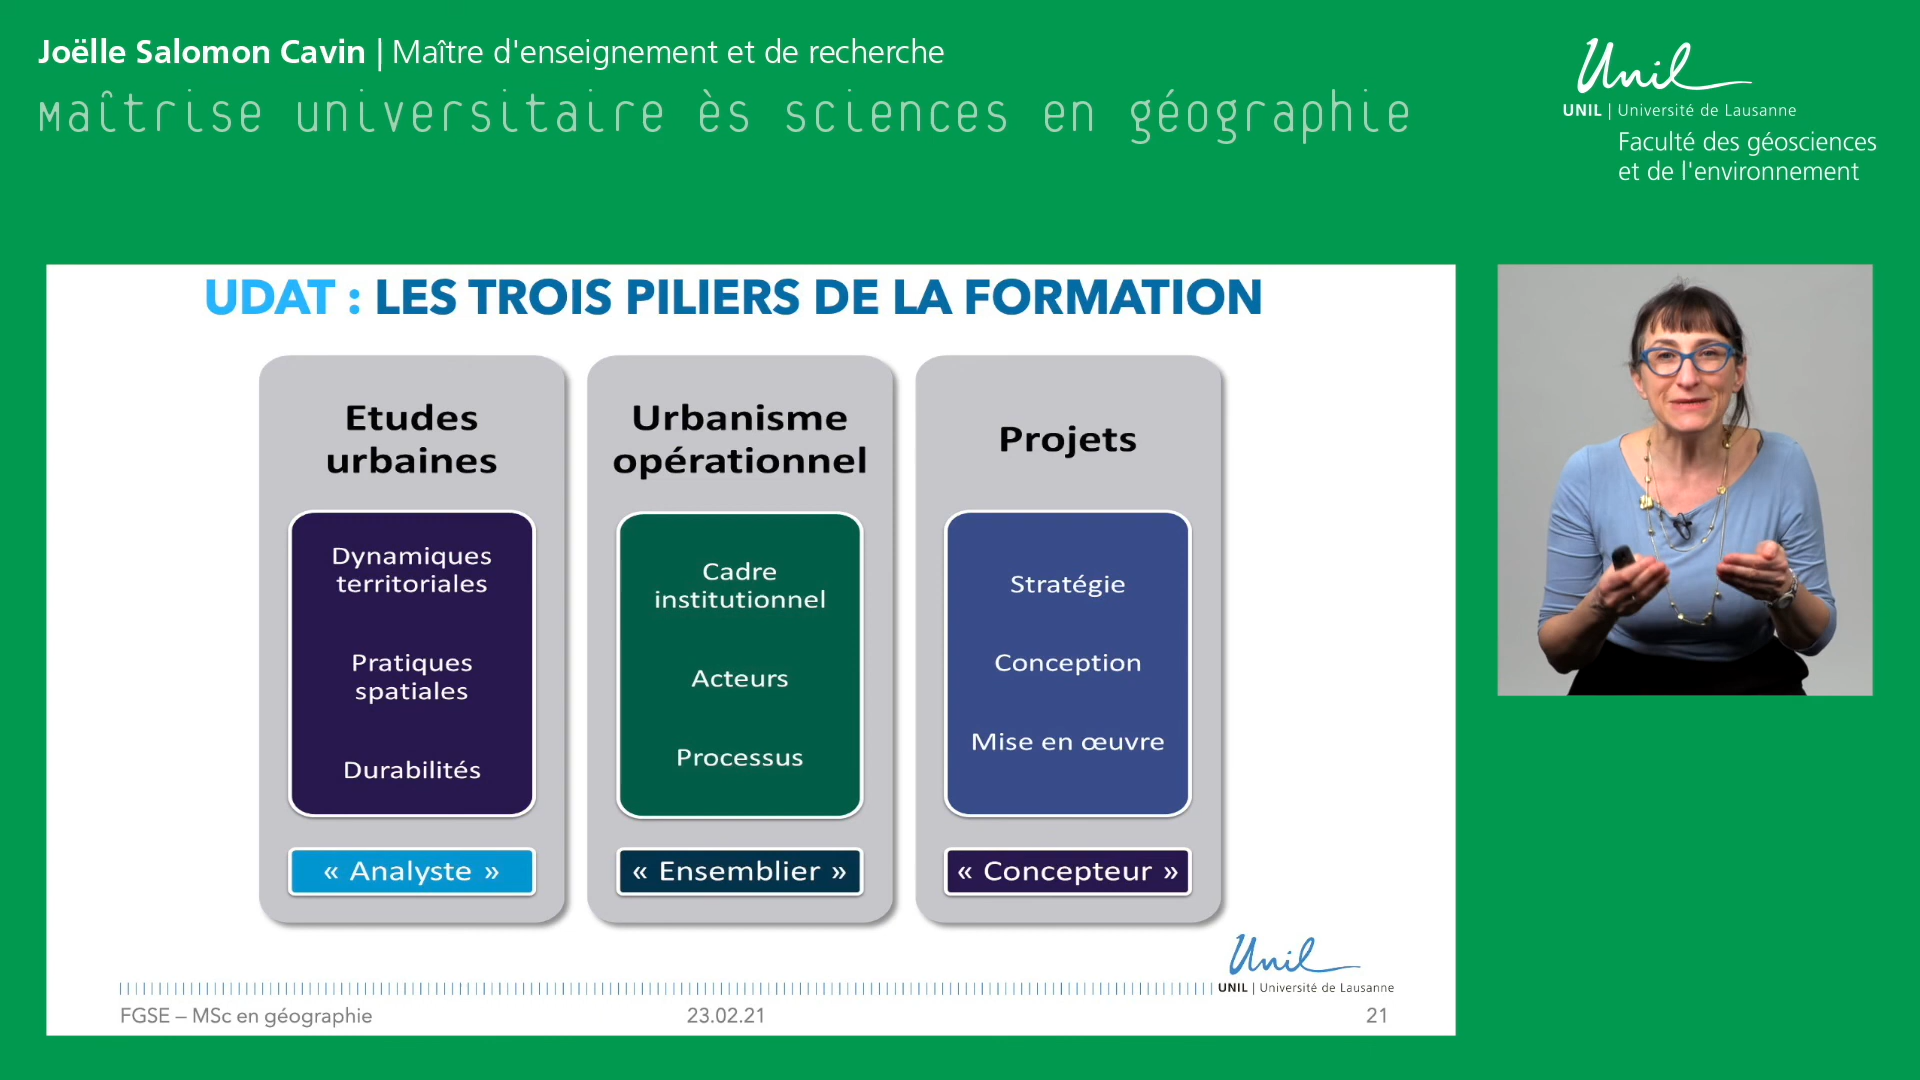 Joëlle Salomon Cavin | Maître d'enseignement et de recherche
Maîtrise universitaire ès sciences en géographie
Unil
UNIL | Université de Lausanne
Faculté des géosciences
et de l'environnement
UDAT : LES TROIS PILIERS DE LA FORMATION
Etudes
urbaines
Dynamiques
territoriales
Pratiques
spatiales
Durabilités
« Analyste »
Urbanisme
opérationnel
Cadre
institutionnel
Acteurs
Processus
« Ensemblier »
Projets
Stratégie
Conception
Mise en œuvre
« Concepteur »
Unil
UNIL | Université de Lausanne
FGSE – MSc en géographie
23.02.21
21